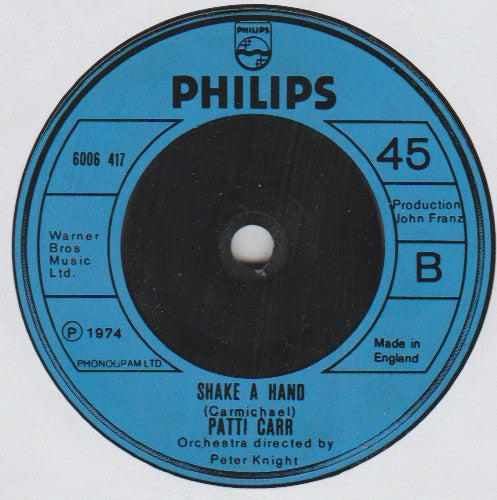 PHILIPS
PHILIPS
6006 417
45
Production
John Franz
Warner
Bros
Music
Ltd.
B
P 1974
Made in
England
PHONOGRAM LTD.
SHAKE A HAND
(Carmichael)
PATTI CARR
Orchestra directed by
Peter Knight